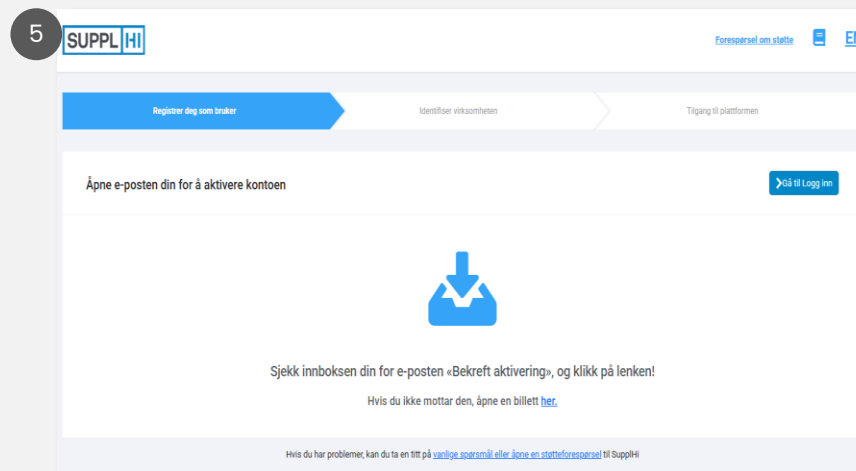 5
SUPPL HI
Forespørsel om støtte
EN
Registrer deg som bruker
Identifiser virksomheten
Tilgang til plattformen
Åpne e-posten din for å aktivere kontoen
Gå til Logg inn
Sjekk innboksen din for e-posten «Bekreft aktivering», og klikk på lenken!
Hvis du ikke mottar den, åpne en billett her.
Hvis du har problemer, kan du ta en titt på vanlige spørsmål eller åpne en støtteforespørsel til SupplHi